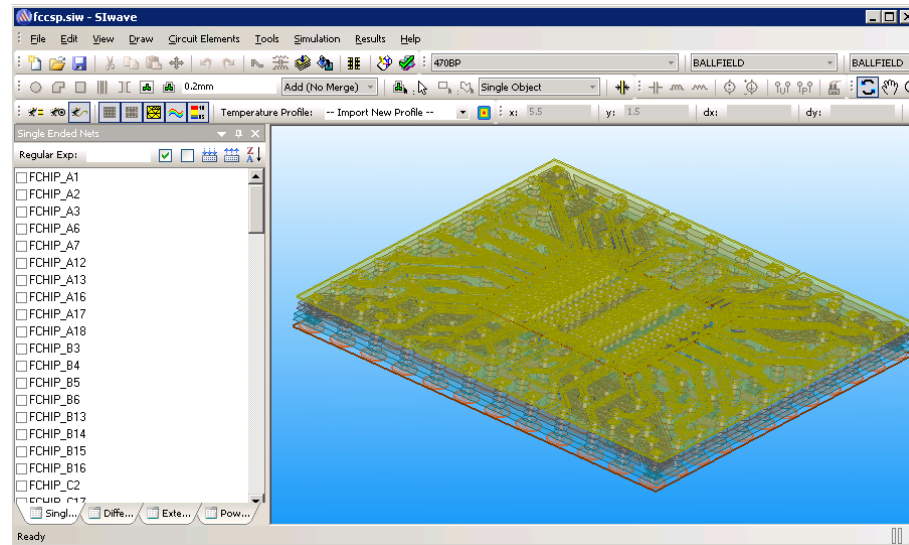 fccsp.siw - SIwave
File Edit View Draw Circuit Elements Tools Simulation Results Help
470BP BALLFIELD BALLFIELD
0.2mm Add (No Merge) Single Object
Temperature Profile: -- Import New Profile -- x: 5.5 y: 1.5 dx: dy:
Single Ended Nets
Regular Exp:
FCHIP_A1
FCHIP_A2
FCHIP_A3
FCHIP_A6
FCHIP_A7
FCHIP_A12
FCHIP_A13
FCHIP_A16
FCHIP_A17
FCHIP_A18
FCHIP_B3
FCHIP_B4
FCHIP_B5
FCHIP_B6
FCHIP_B13
FCHIP_B14
FCHIP_B15
FCHIP_B16
FCHIP_C2
FCHIP_C17
Singl... Diffe... Exte... Pow...
Ready